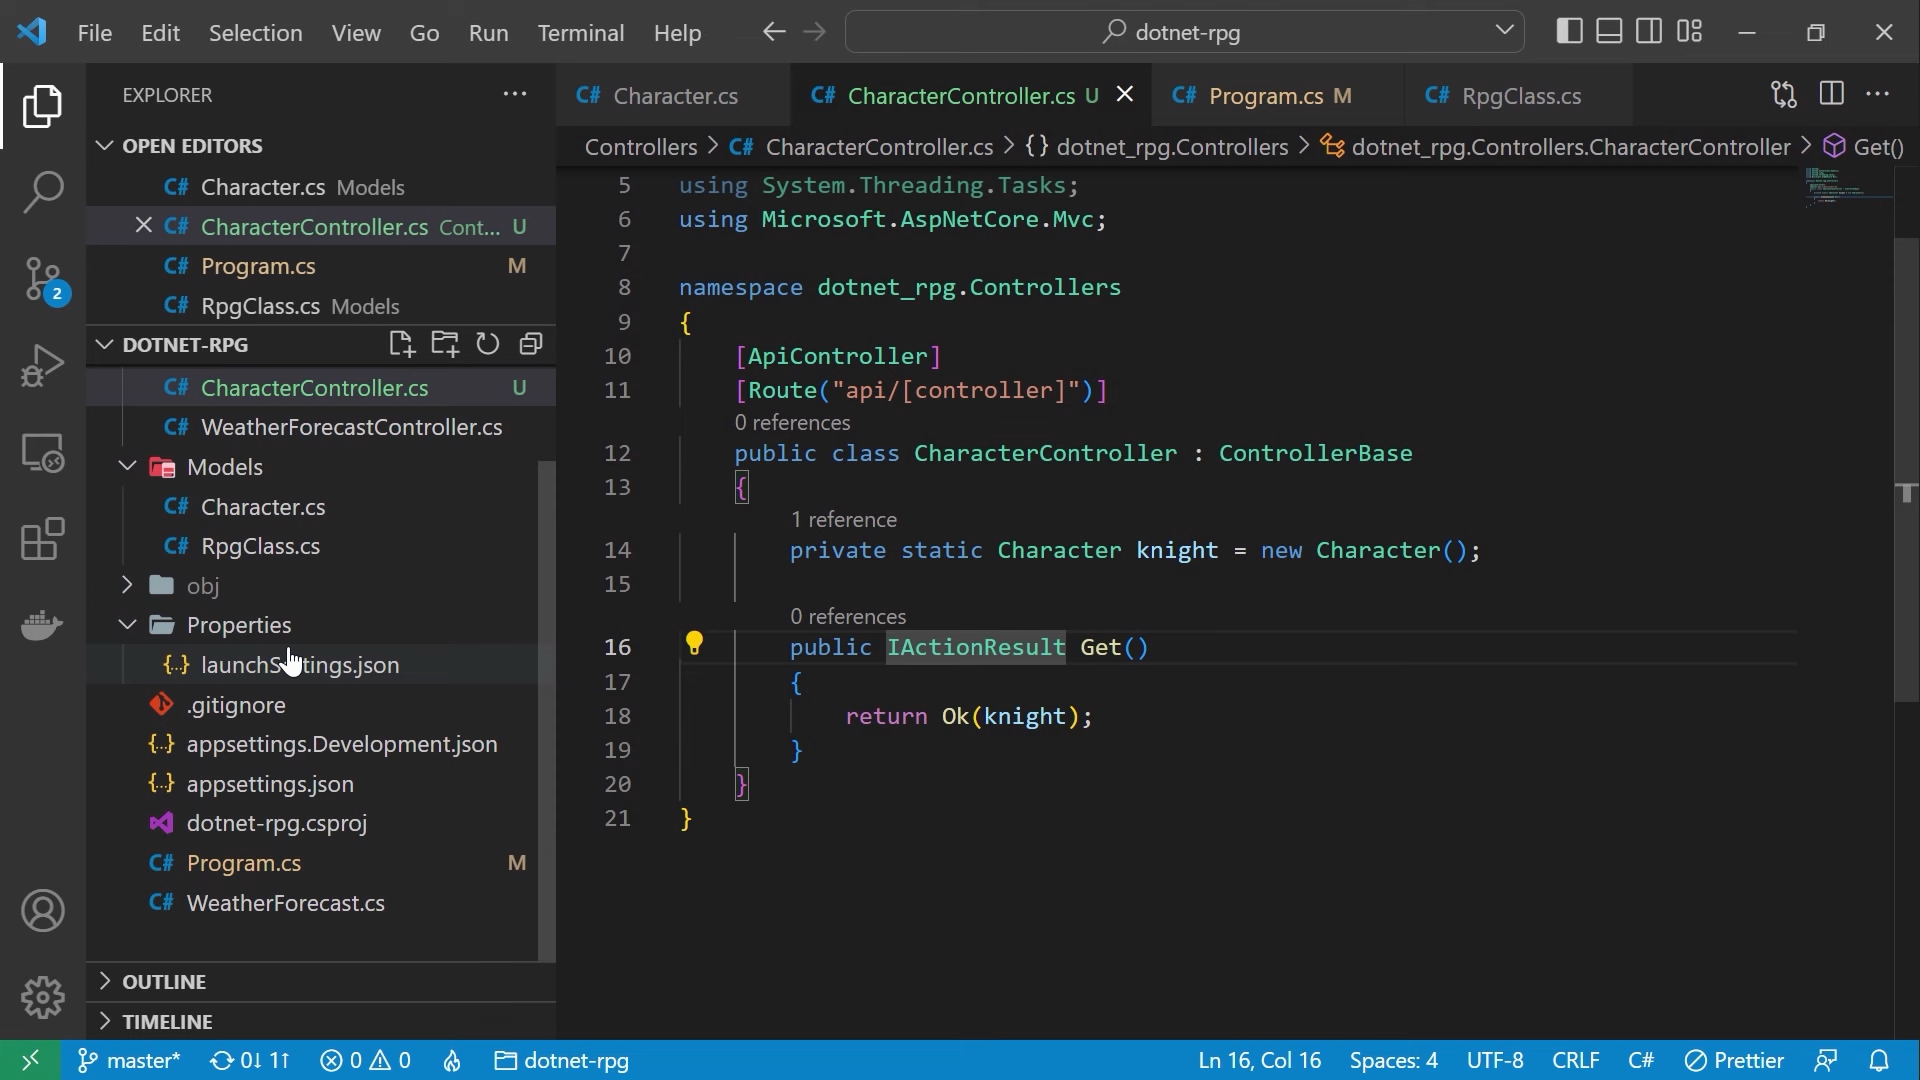 File Edit Selection View Go Run Terminal Help
dotnet-rpg
EXPLORER
OPEN EDITORS
C# Character.cs Models
C# CharacterController.cs Cont... U
C# Program.cs M
C# RpgClass.cs Models
DOTNET-RPG
C# CharacterController.cs U
C# WeatherForecastController.cs
Models
C# Character.cs
C# RpgClass.cs
obj
Properties
{..} launchSettings.json
.gitignore
{..} appsettings.Development.json
{..} appsettings.json
dotnet-rpg.csproj
C# Program.cs M
C# WeatherForecast.cs
OUTLINE
TIMELINE
2
C# Character.cs
C# CharacterController.cs U
C# Program.cs M
C# RpgClass.cs
Controllers > C# CharacterController.cs > {} dotnet_rpg.Controllers > dotnet_rpg.Controllers.CharacterController > Get()
5 using System.Threading.Tasks;
6 using Microsoft.AspNetCore.Mvc;
7
8 namespace dotnet_rpg.Controllers
9 {
10 [ApiController]
11 [Route("api/[controller]")]
0 references
12 public class CharacterController : ControllerBase
13 {
1 reference
14 private static Character knight = new Character();
15
0 references
16 public IActionResult Get()
17 {
18 return Ok(knight);
19 }
20 }
21 }
master* 0↓ 1↑ 0 0 dotnet-rpg Ln 16, Col 16 Spaces: 4 UTF-8 CRLF C# Prettier